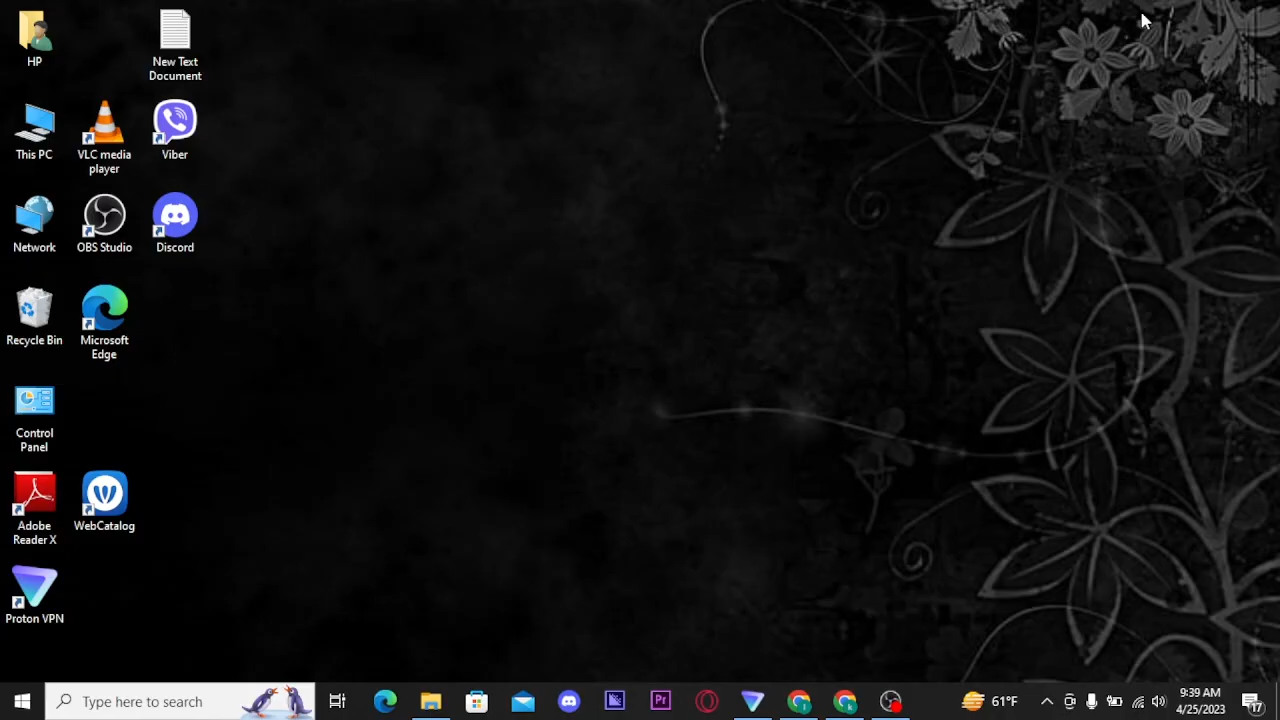 HP
New Text
Document
This PC
VLC media
player
Viber
Network
OBS Studio
Discord
Recycle Bin
Microsoft
Edge
Control
Panel
Adobe
Reader X
WebCatalog
Proton VPN
Type here to search
Pr
61°F
9:39 AM
4/25/2023
17